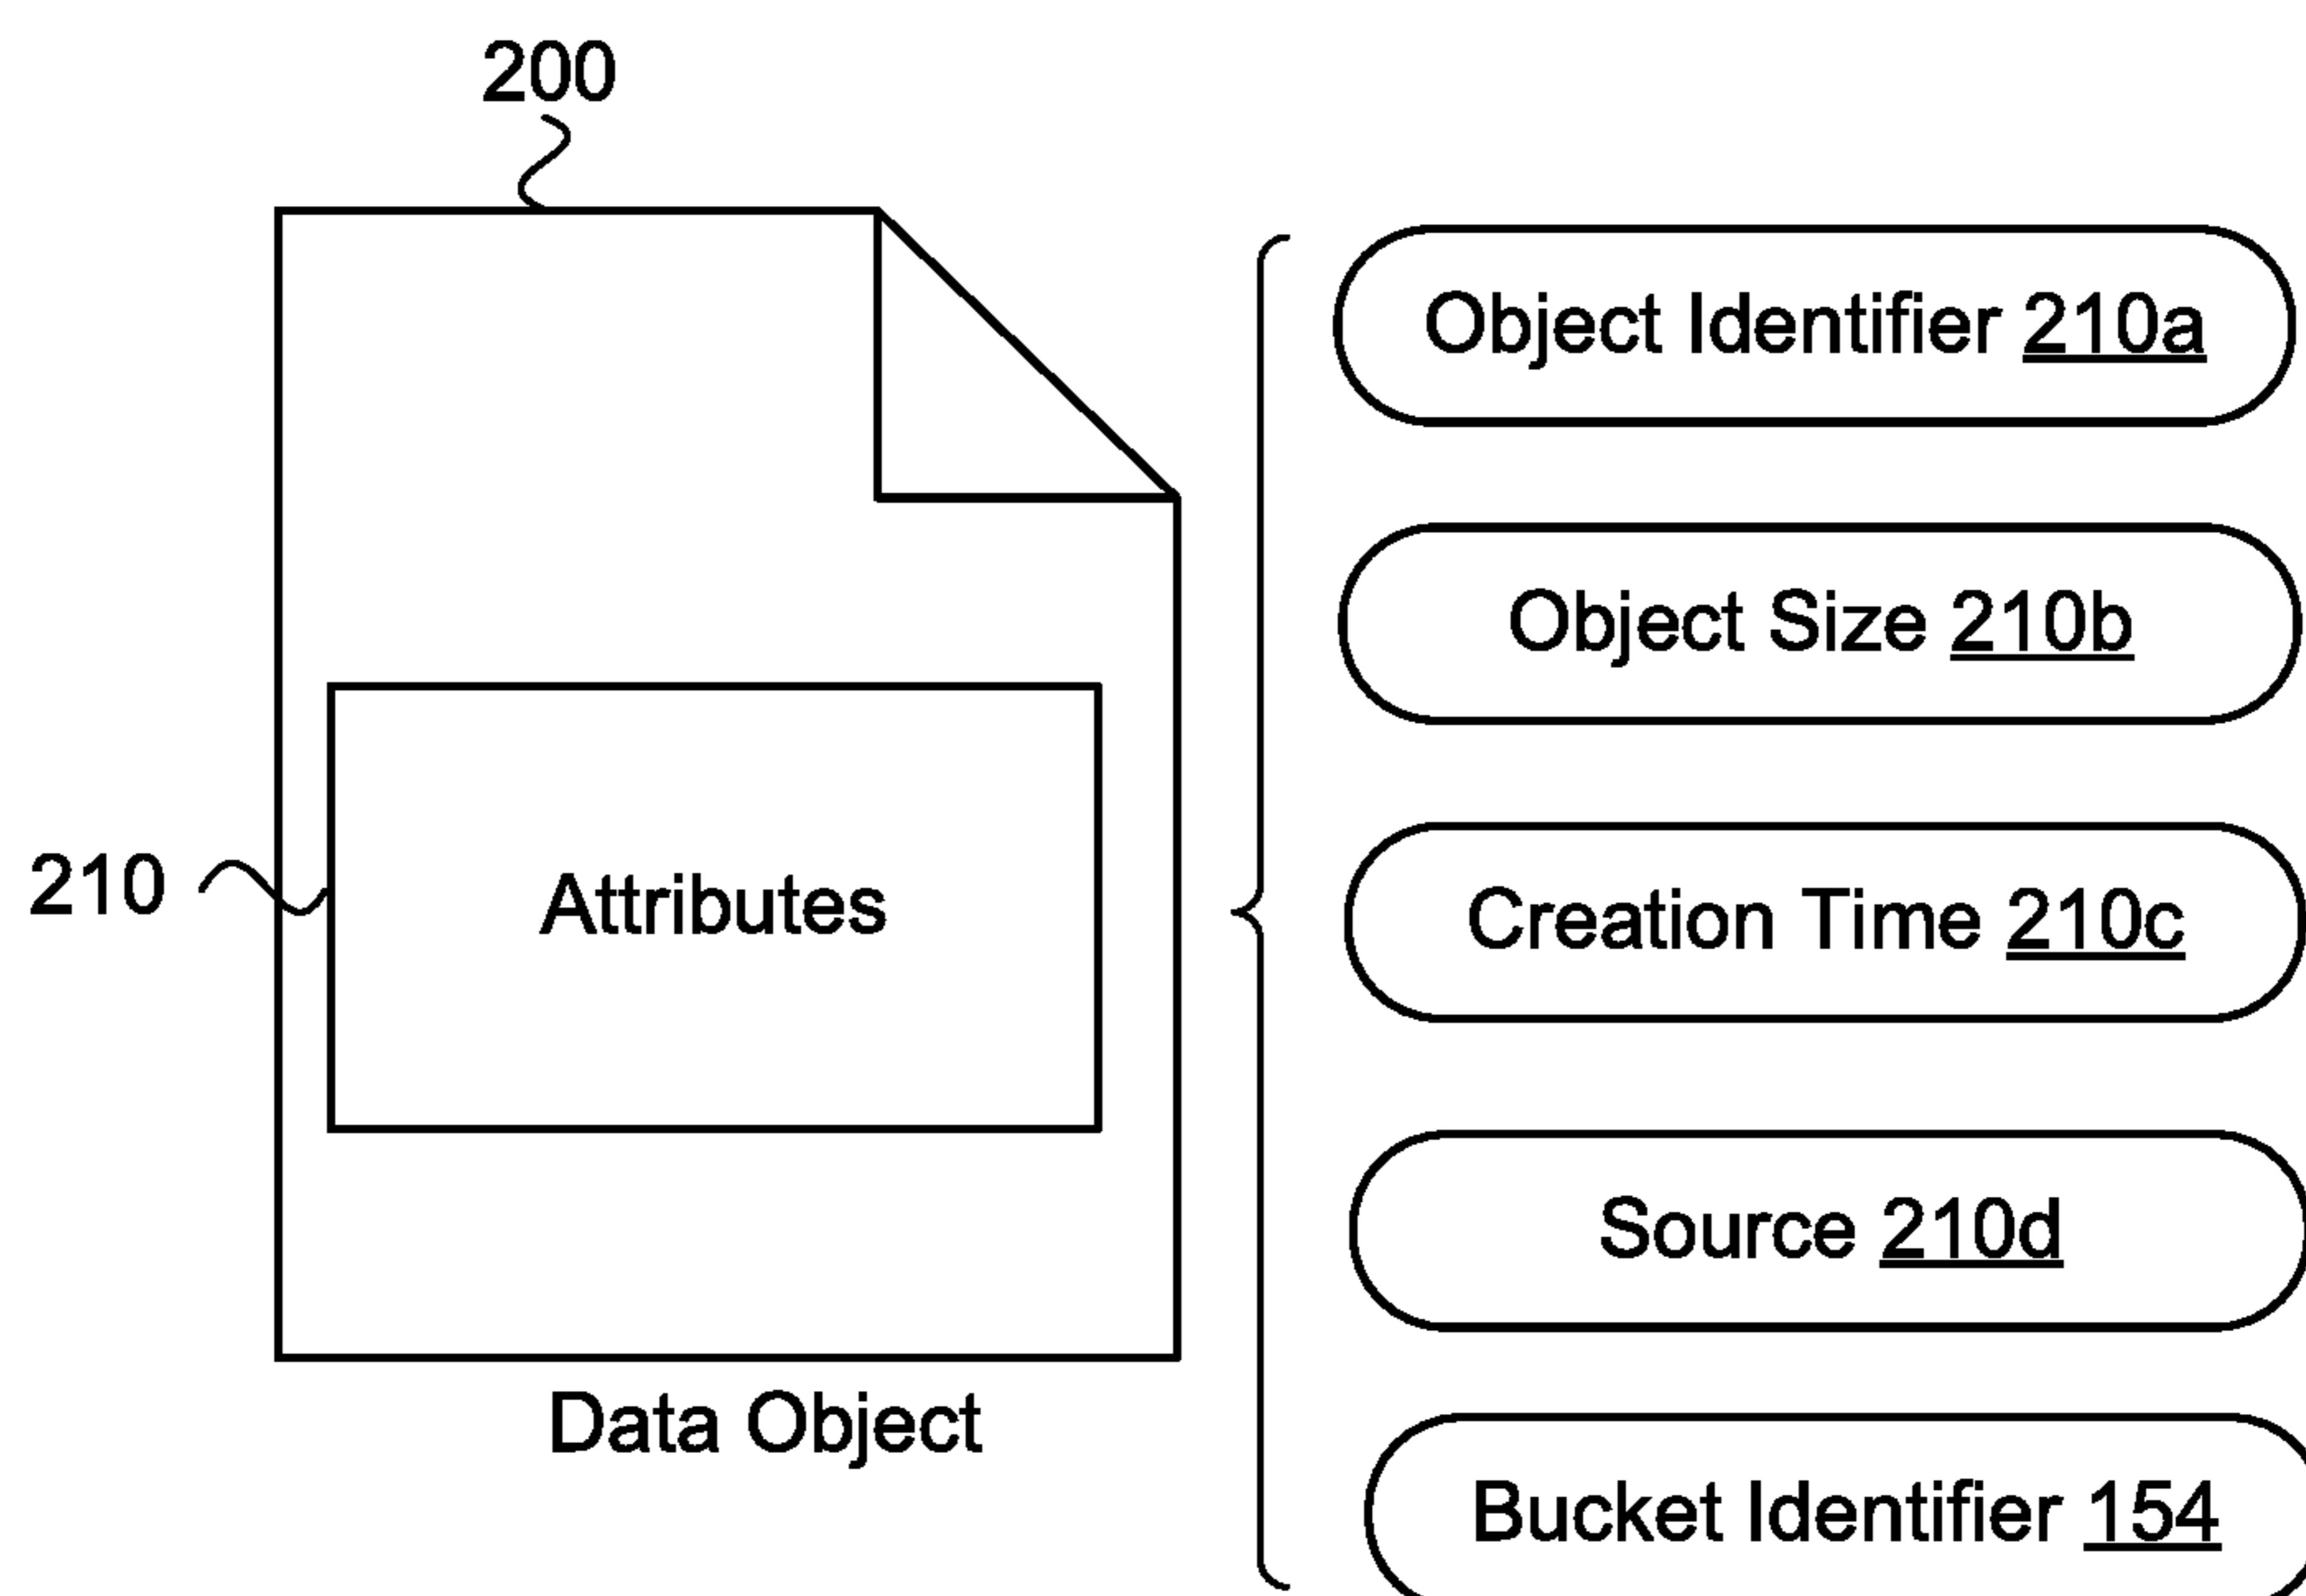 200
Object Identifier 210a
Object Size 210b
210
Attributes
Creation Time 210c
Source 210d
Data Object
Bucket Identifier 154